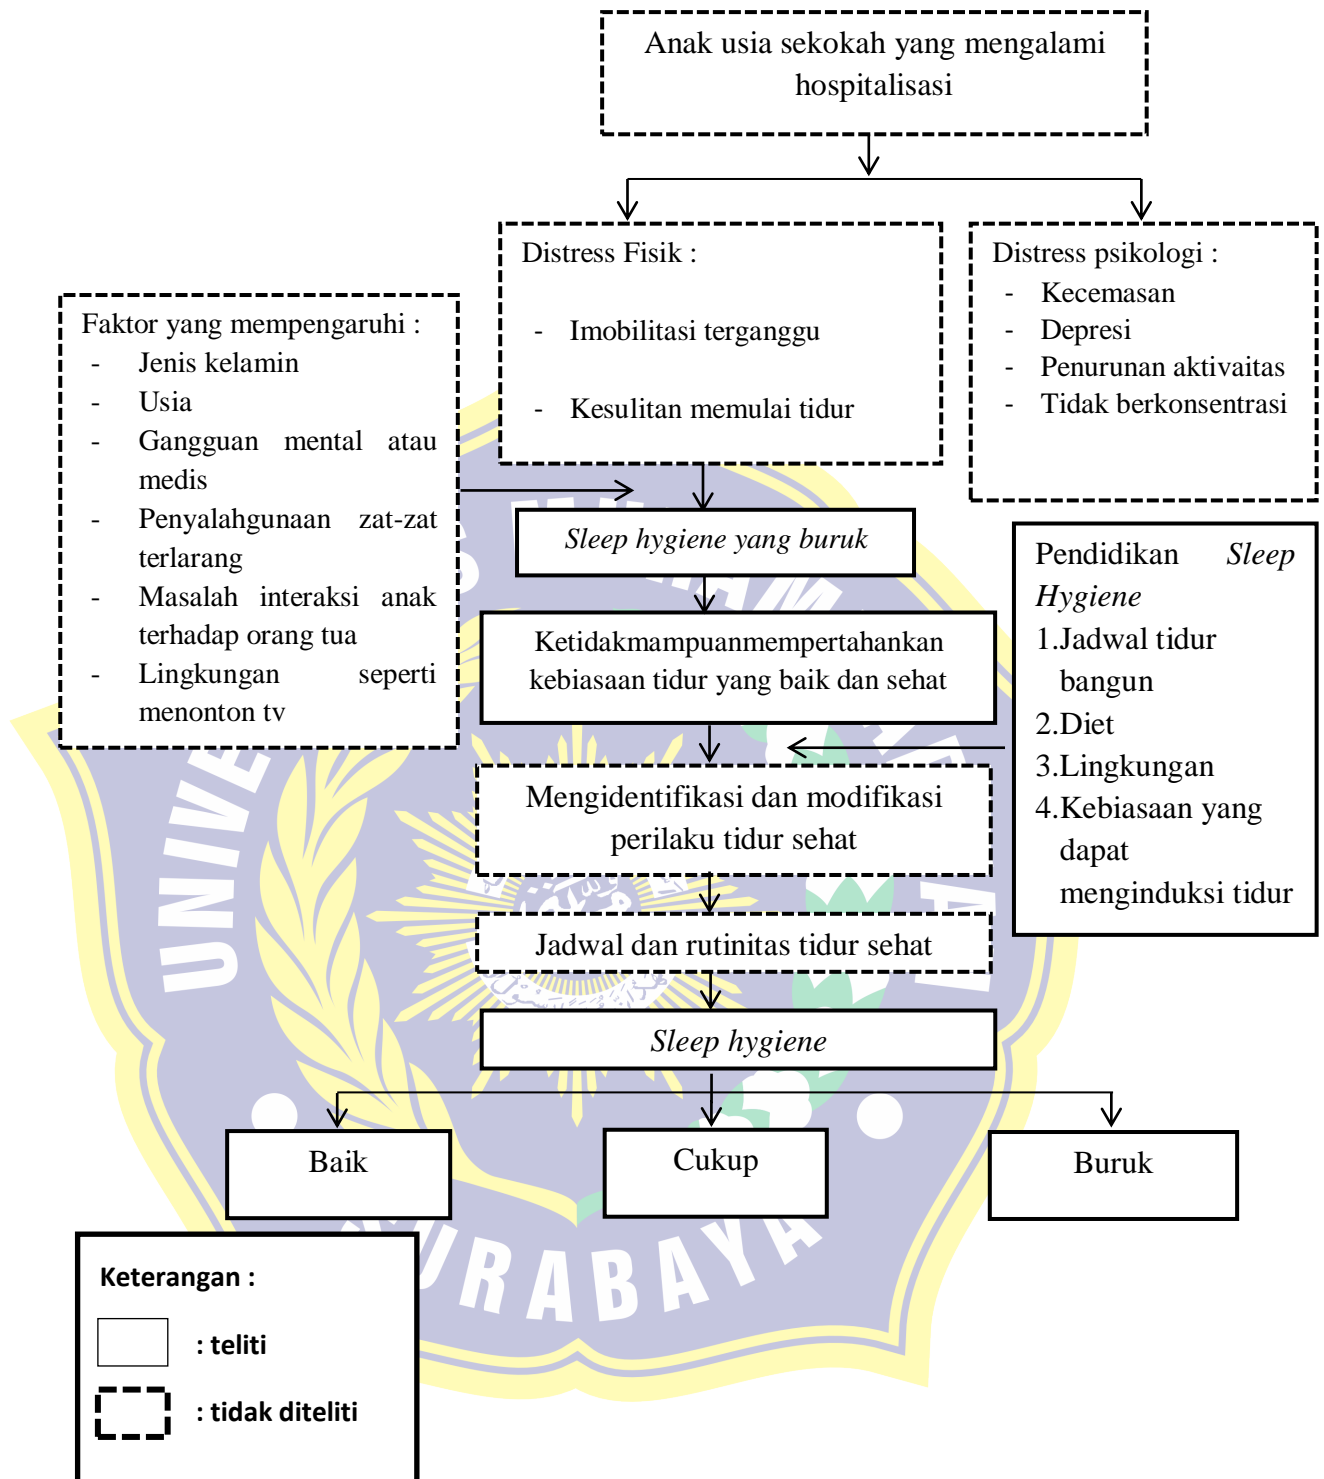 Anak usia sekokah yang mengalami
hospitalisasi
Distress Fisik :
- Imobilitasi terganggu
- Kesulitan memulai tidur
Distress psikologi :
- Kecemasan
- Depresi
- Penurunan aktivaitas
- Tidak berkonsentrasi
Faktor yang mempengaruhi :
- Jenis kelamin
- Usia
- Gangguan mental atau
medis
- Penyalahgunaan zat-zat
terlarang
- Masalah interaksi anak
terhadap orang tua
- Lingkungan seperti
menonton tv
Sleep hygiene yang buruk
Ketidakmampuanmempertahankan
kebiasaan tidur yang baik dan sehat
Pendidikan Sleep
Hygiene
1.Jadwal tidur
bangun
2.Diet
3.Lingkungan
4.Kebiasaan yang
dapat
menginduksi tidur
Mengidentifikasi dan modifikasi
perilaku tidur sehat
Jadwal dan rutinitas tidur sehat
Sleep hygiene
Baik
Cukup
Buruk
Keterangan :
: teliti
: tidak diteliti
SURABAYA